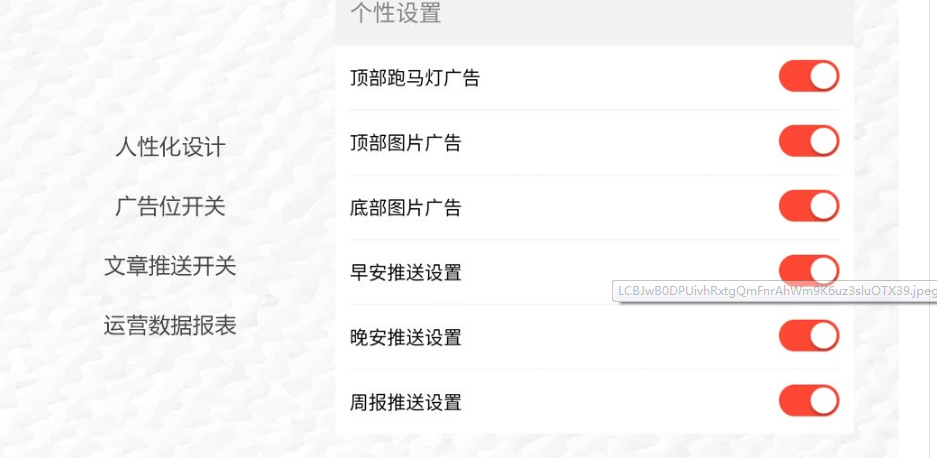 个性设置
顶部跑马灯广告
顶部图片广告
底部图片广告
早安推送设置
晚安推送设置
周报推送设置
人性化设计
广告位开关
文章推送开关
运营数据报表
LCBJwB0DPUivhRxtgQmFnrAhWm9K6uz3sluOTX39.jpeg